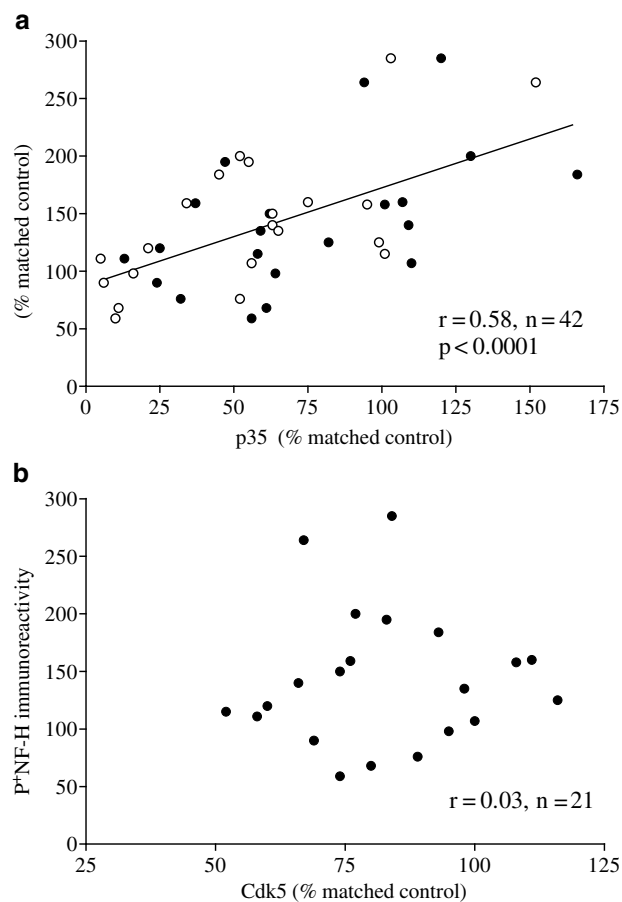 a
300
250
200
150
100
50
0
(% matched control)
0 25 50 75 100 125 150 175
p35 (% matched control)
r = 0.58, n = 42
p < 0.0001
b
300
250
200
150
100
50
0
P+NF-H immunoreactivity
25 50 75 100 125
Cdk5 (% matched control)
r = 0.03, n = 21